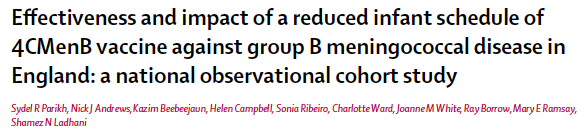 Effectiveness and impact of a reduced infant schedule of
4CMenB vaccine against group B meningococcal disease in
England: a national observational cohort study
Sydel R Parikh, Nick J Andrews, Kazim Beebeejaun, Helen Campbell, Sonia Ribeiro, Charlotte Ward, Joanne M White, Ray Borrow, Mary E Ramsay,
Shamez N Ladhani